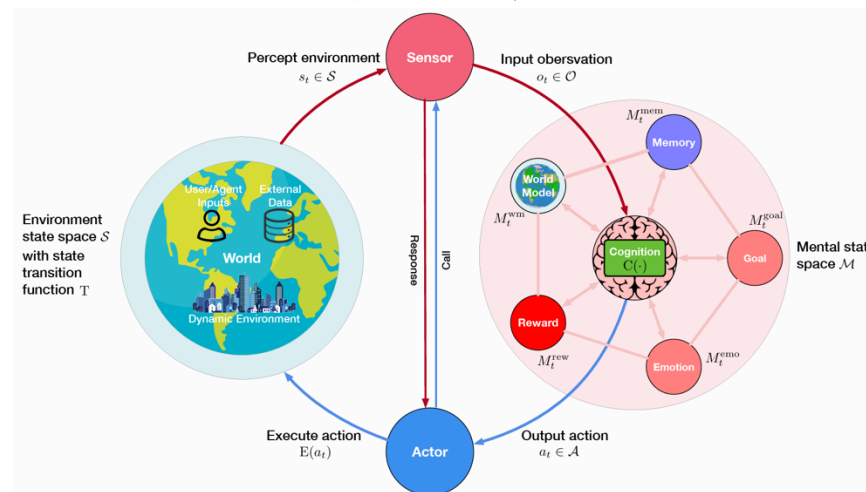 Percept environment
s_t ∈ 𝒮
Sensor
Input obersvation
o_t ∈ 𝒪
M_t^mem
Memory
User/Agent
Inputs
External
Data
World
Model
M_t^wm
M_t^goal
Environment
state space 𝒮
with state
transition
function T
World
Response
Call
Cognition
C(·)
Goal
Mental stat
space ℳ
Dynamic Environment
Reward
M_t^rew
Emotion
M_t^emo
Execute action
E(a_t)
Actor
Output action
a_t ∈ 𝒜